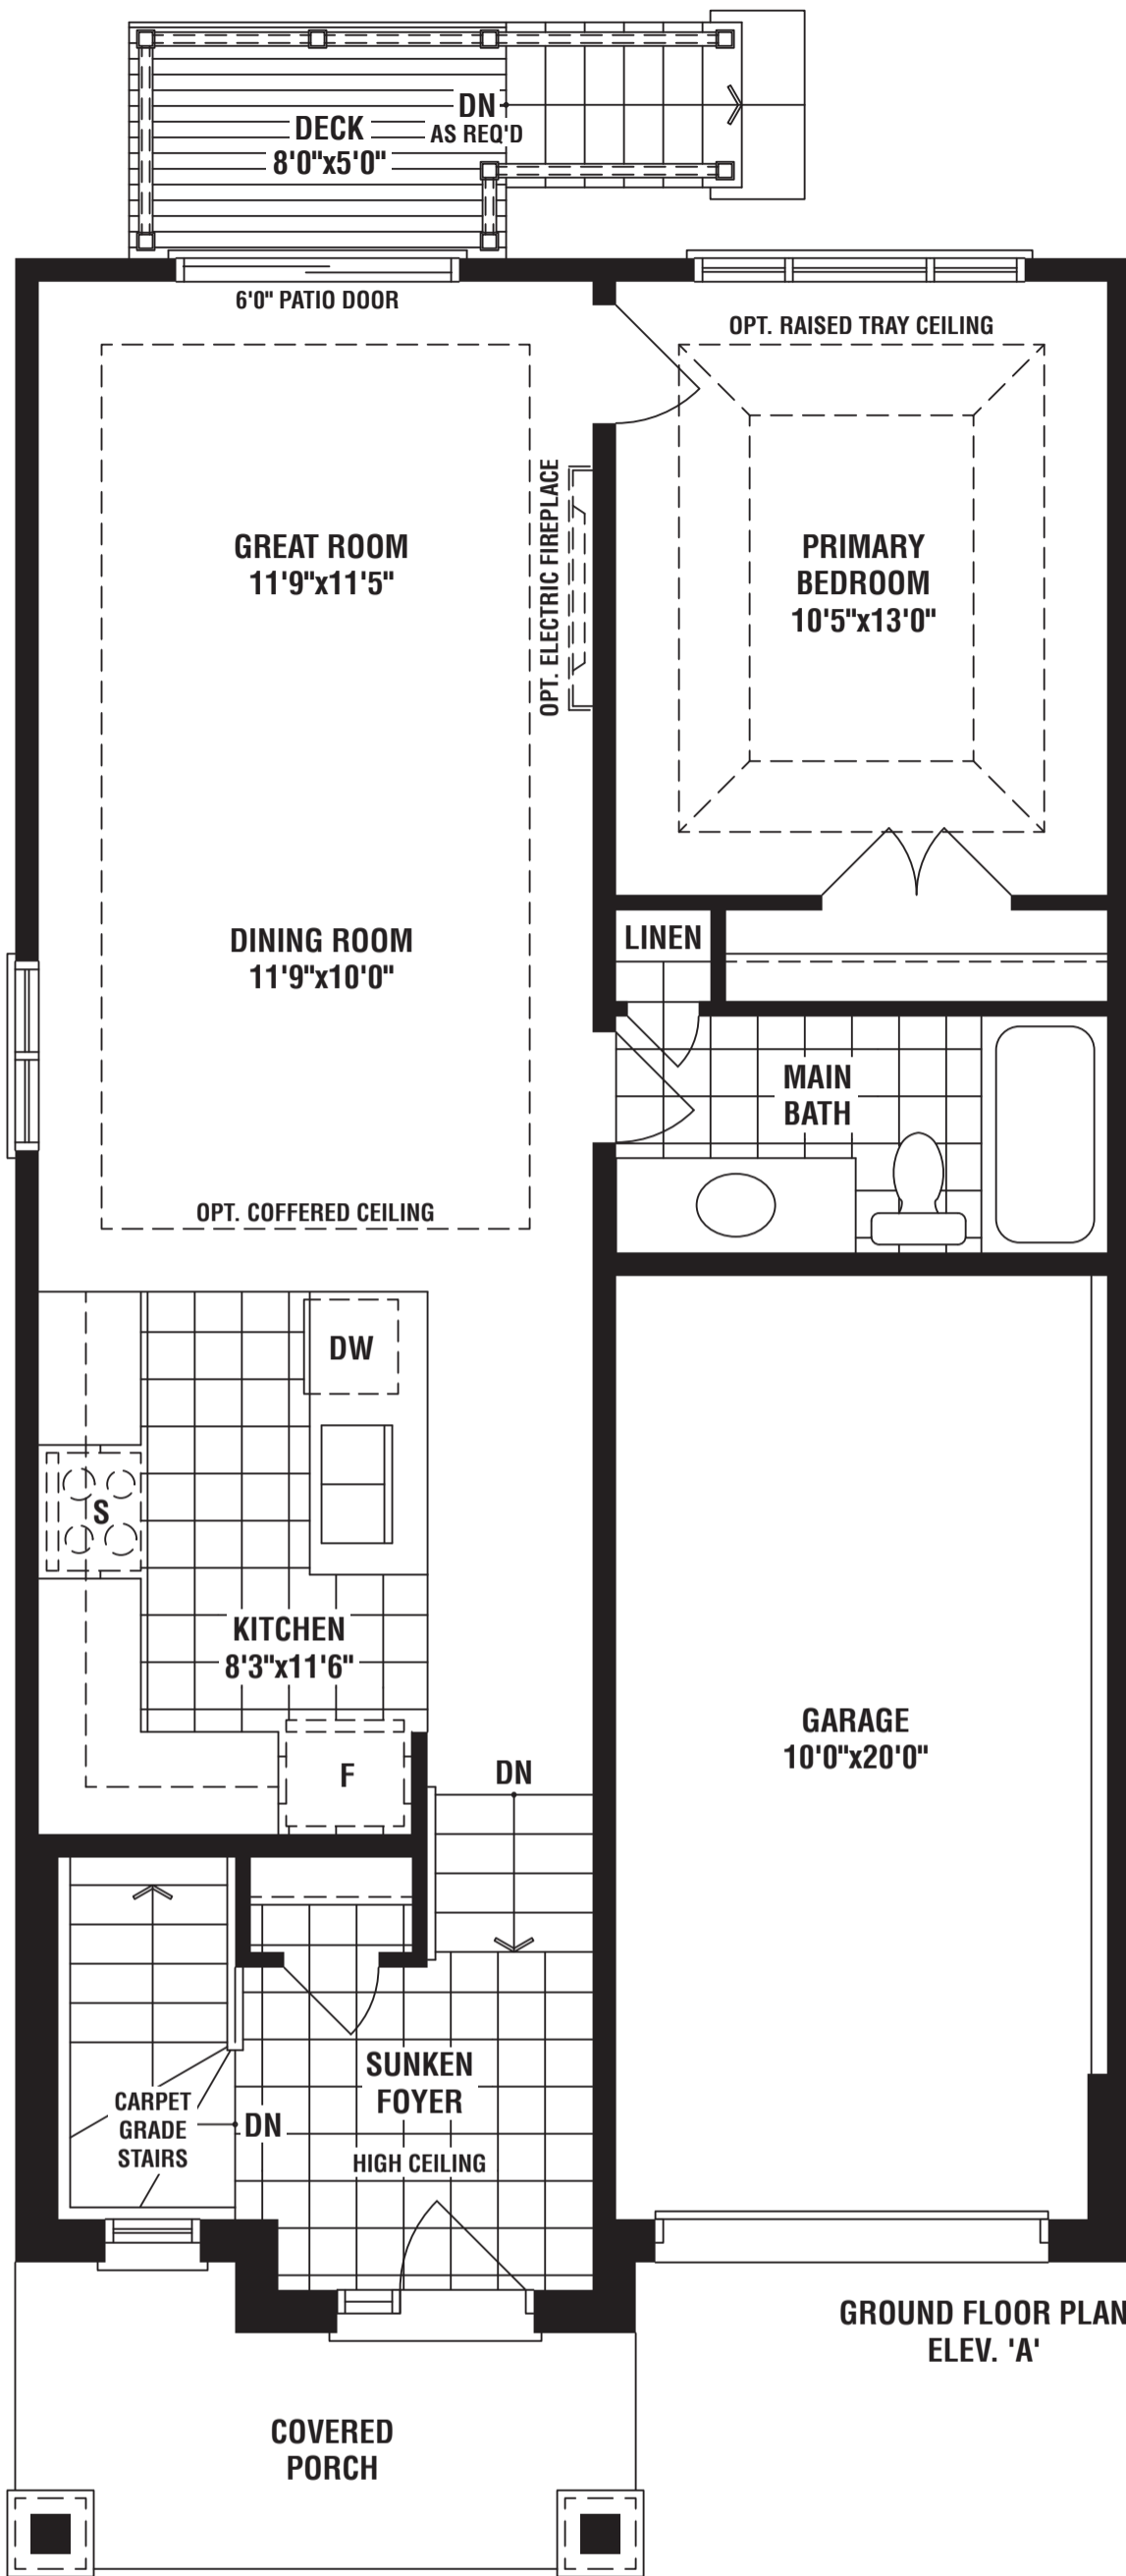 DN
AS REQ'D
DECK
8'0"x5'0"
6'0" PATIO DOOR
OPT. RAISED TRAY CEILING
GREAT ROOM
11'9"x11'5"
OPT. ELECTRIC FIREPLACE
PRIMARY
BEDROOM
10'5"x13'0"
DINING ROOM
11'9"x10'0"
LINEN
MAIN
BATH
OPT. COFFERED CEILING
DW
S
KITCHEN
8'3"x11'6"
GARAGE
10'0"x20'0"
F
DN
SUNKEN
FOYER
CARPET
GRADE
STAIRS
DN
HIGH CEILING
GROUND FLOOR PLAN
ELEV. 'A'
COVERED
PORCH